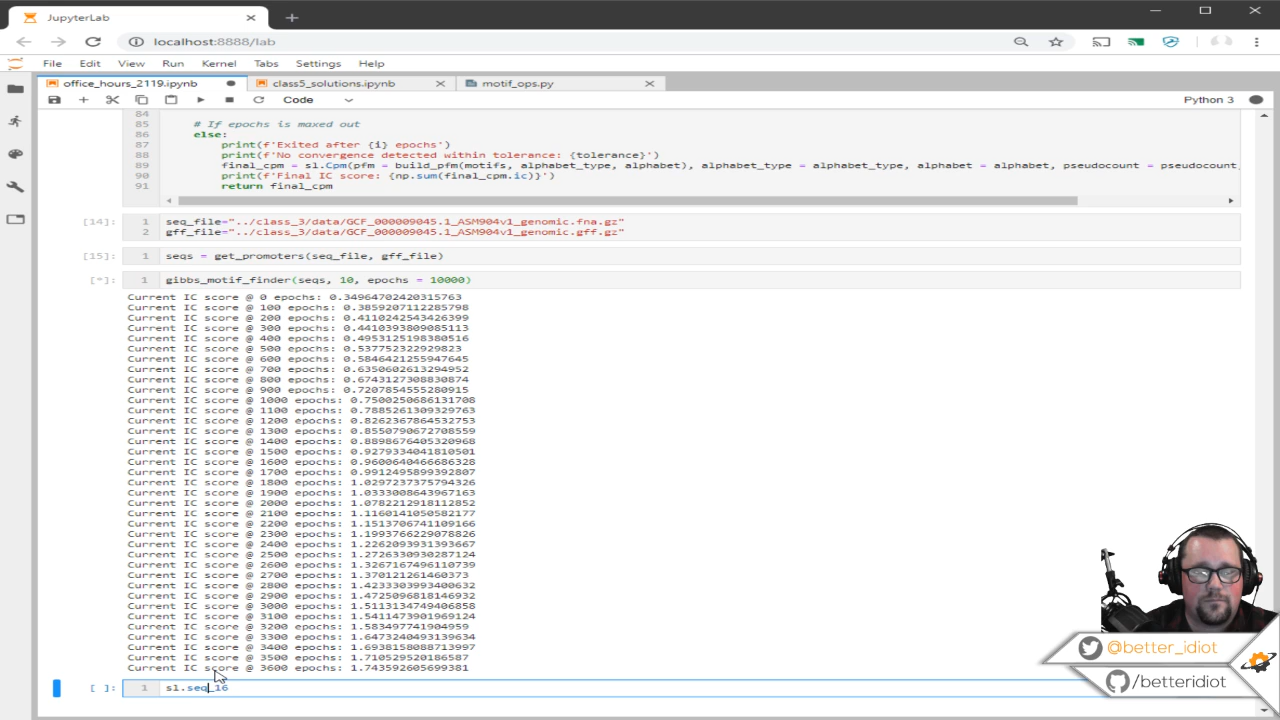 JupyterLab
localhost:8888/lab
File Edit View Run Kernel Tabs Settings Help
office_hours_2119.ipynb class5_solutions.ipynb motif_ops.py
Code Python 3
84
85 # If epochs is maxed out
86 else:
87 print(f'Exited after {i} epochs')
88 print(f'No convergence detected within tolerance: {tolerance}')
89 final_cpm = sl.Cpm(pfm = build_pfm(motifs, alphabet_type, alphabet), alphabet_type = alphabet_type, alphabet = alphabet, pseudocount = pseudocount,
90 print(f'Final IC score: {np.sum(final_cpm.ic)}')
91 return final_cpm
[14]: 1 seq_file="../class_3/data/GCF_000009045.1_ASM904v1_genomic.fna.gz"
2 gff_file="../class_3/data/GCF_000009045.1_ASM904v1_genomic.gff.gz"
[15]: 1 seqs = get_promoters(seq_file, gff_file)
[*]: 1 gibbs_motif_finder(seqs, 10, epochs = 10000)
Current IC score @ 0 epochs: 0.34964702420315763
Current IC score @ 100 epochs: 0.3859207112285798
Current IC score @ 200 epochs: 0.4110242543426399
Current IC score @ 300 epochs: 0.4410393809085113
Current IC score @ 400 epochs: 0.4953125198380516
Current IC score @ 500 epochs: 0.537752322929823
Current IC score @ 600 epochs: 0.5846421255947645
Current IC score @ 700 epochs: 0.6350602613294952
Current IC score @ 800 epochs: 0.6743127308830874
Current IC score @ 900 epochs: 0.7207854555280915
Current IC score @ 1000 epochs: 0.7500250686131708
Current IC score @ 1100 epochs: 0.7885261309329763
Current IC score @ 1200 epochs: 0.8262367864532753
Current IC score @ 1300 epochs: 0.8550790672708559
Current IC score @ 1400 epochs: 0.8898676405320968
Current IC score @ 1500 epochs: 0.9279334041810501
Current IC score @ 1600 epochs: 0.9600640466686328
Current IC score @ 1700 epochs: 0.9912495899392807
Current IC score @ 1800 epochs: 1.0297237375794326
Current IC score @ 1900 epochs: 1.0333008643967163
Current IC score @ 2000 epochs: 1.0782212918112852
Current IC score @ 2100 epochs: 1.1160141050582177
Current IC score @ 2200 epochs: 1.1513706741109166
Current IC score @ 2300 epochs: 1.1993766229078826
Current IC score @ 2400 epochs: 1.226209393139366​7
Current IC score @ 2500 epochs: 1.2726330930287124
Current IC score @ 2600 epochs: 1.3267167496110739
Current IC score @ 2700 epochs: 1.370121261460373
Current IC score @ 2800 epochs: 1.4233303993400632
Current IC score @ 2900 epochs: 1.4725096818146932
Current IC score @ 3000 epochs: 1.5113134749406858
Current IC score @ 3100 epochs: 1.5411473901969124
Current IC score @ 3200 epochs: 1.583497741904959
Current IC score @ 3300 epochs: 1.6473240493139634
Current IC score @ 3400 epochs: 1.6938158088713997
Current IC score @ 3500 epochs: 1.710529520186587
Current IC score @ 3600 epochs: 1.743592605699381
[ ]: 1 sl.seq_16
@better_idiot
/betteridiot